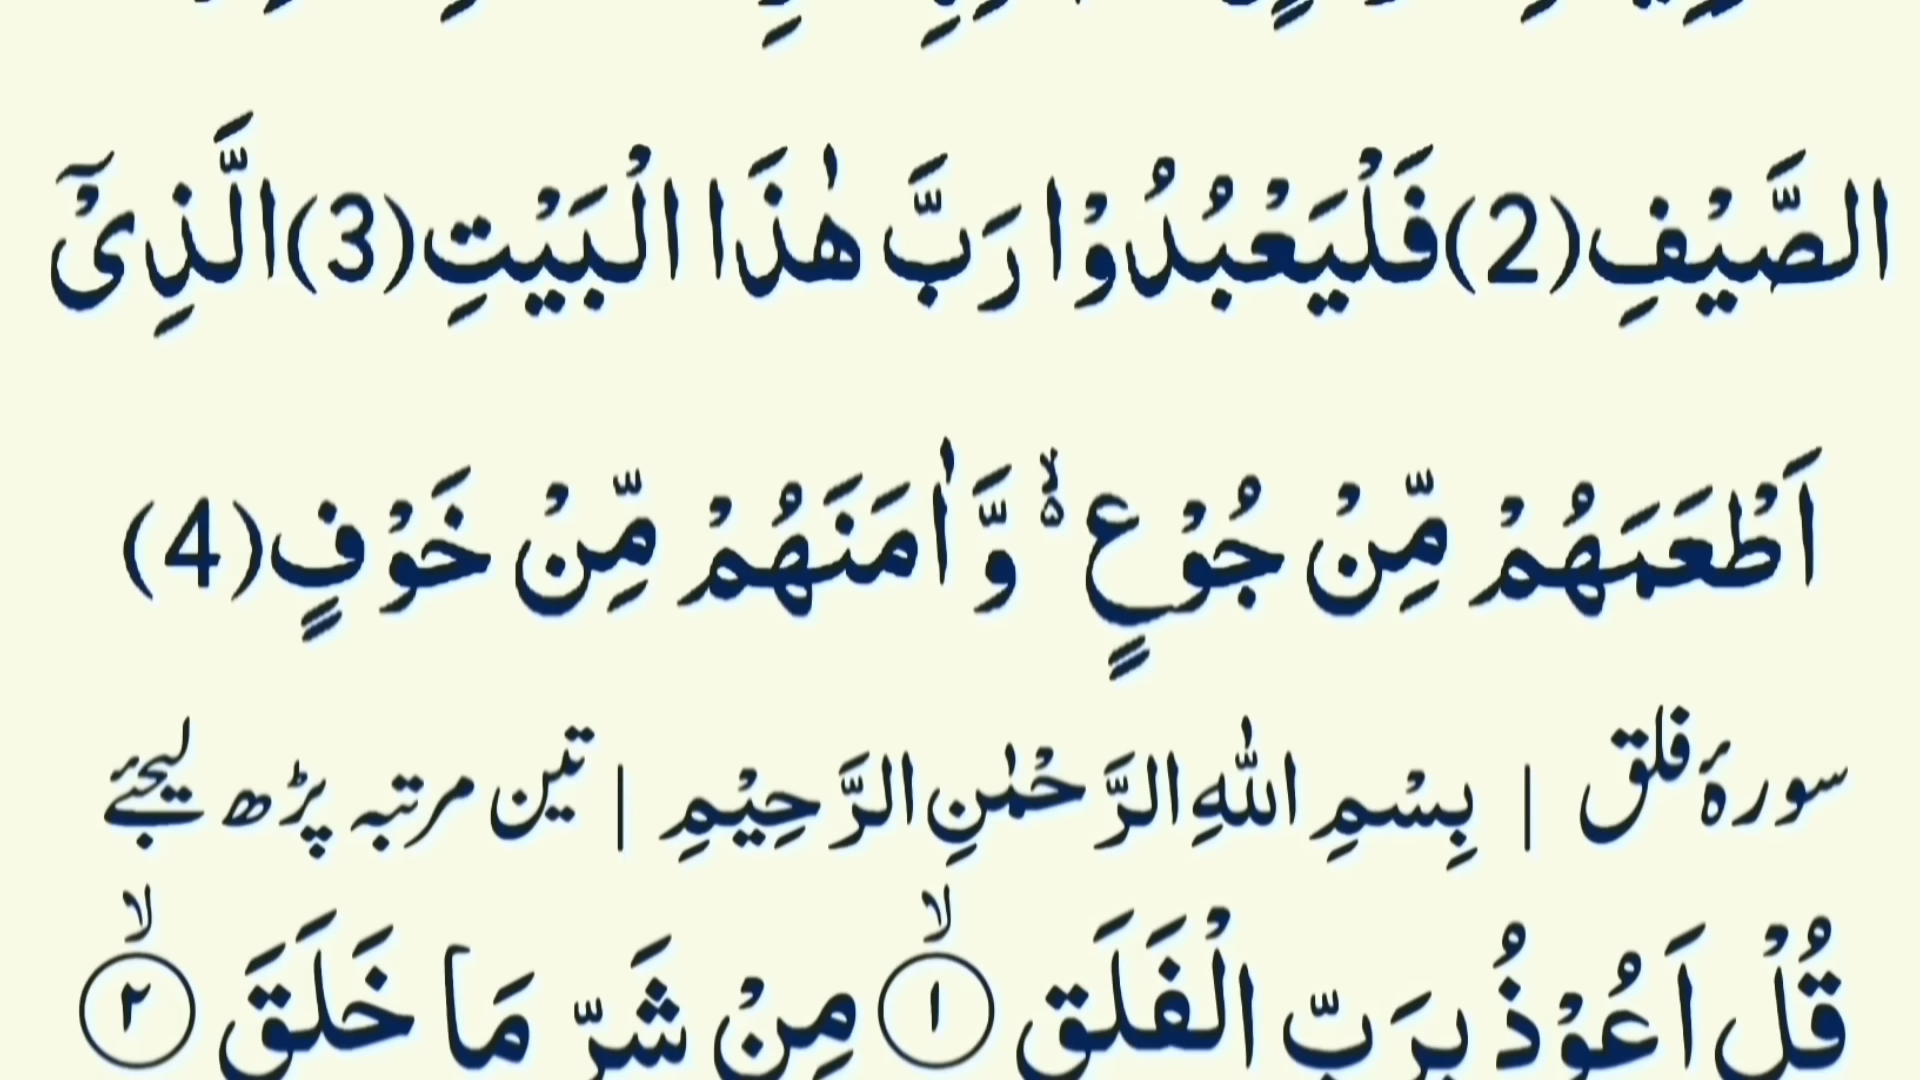 الصَّيْفِ(2)فَلْيَعْبُدُوْا رَبَّ هٰذَا الْبَيْتِ(3)الَّذِیْۤ
اَطْعَمَهُمْ مِّنْ جُوْعٍ ۙ۬ وَّاٰمَنَهُمْ مِّنْ خَوْفٍ(4)
سورۂ فلق | بِسْمِ اللّٰهِ الرَّحْمٰنِ الرَّحِيْمِ | تین مرتبہ پڑھ لیجئے
قُلْ اَعُوْذُ بِرَبِّ الْفَلَقِ ۙ۱ مِنْ شَرِّ مَا خَلَقَ ۙ۲